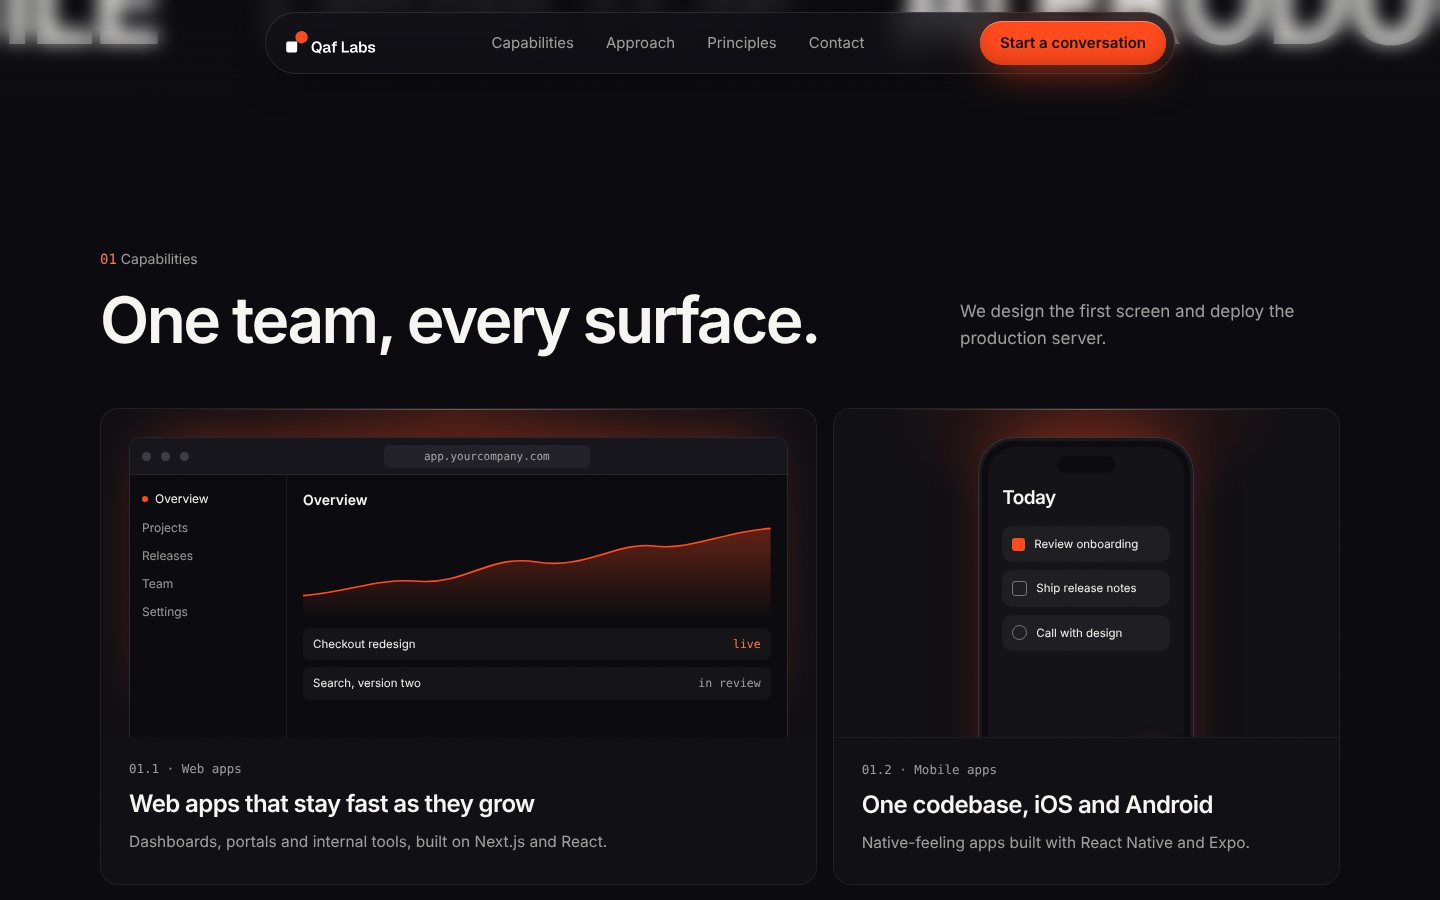 Qaf Labs
Capabilities
Approach
Principles
Contact
Start a conversation
01 Capabilities
One team, every surface.
We design the first screen and deploy the
production server.
app.yourcompany.com
Overview
Projects
Releases
Team
Settings
Overview
Checkout redesign
live
Search, version two
in review
Today
Review onboarding
Ship release notes
Call with design
01.1 · Web apps
Web apps that stay fast as they grow
Dashboards, portals and internal tools, built on Next.js and React.
01.2 · Mobile apps
One codebase, iOS and Android
Native-feeling apps built with React Native and Expo.